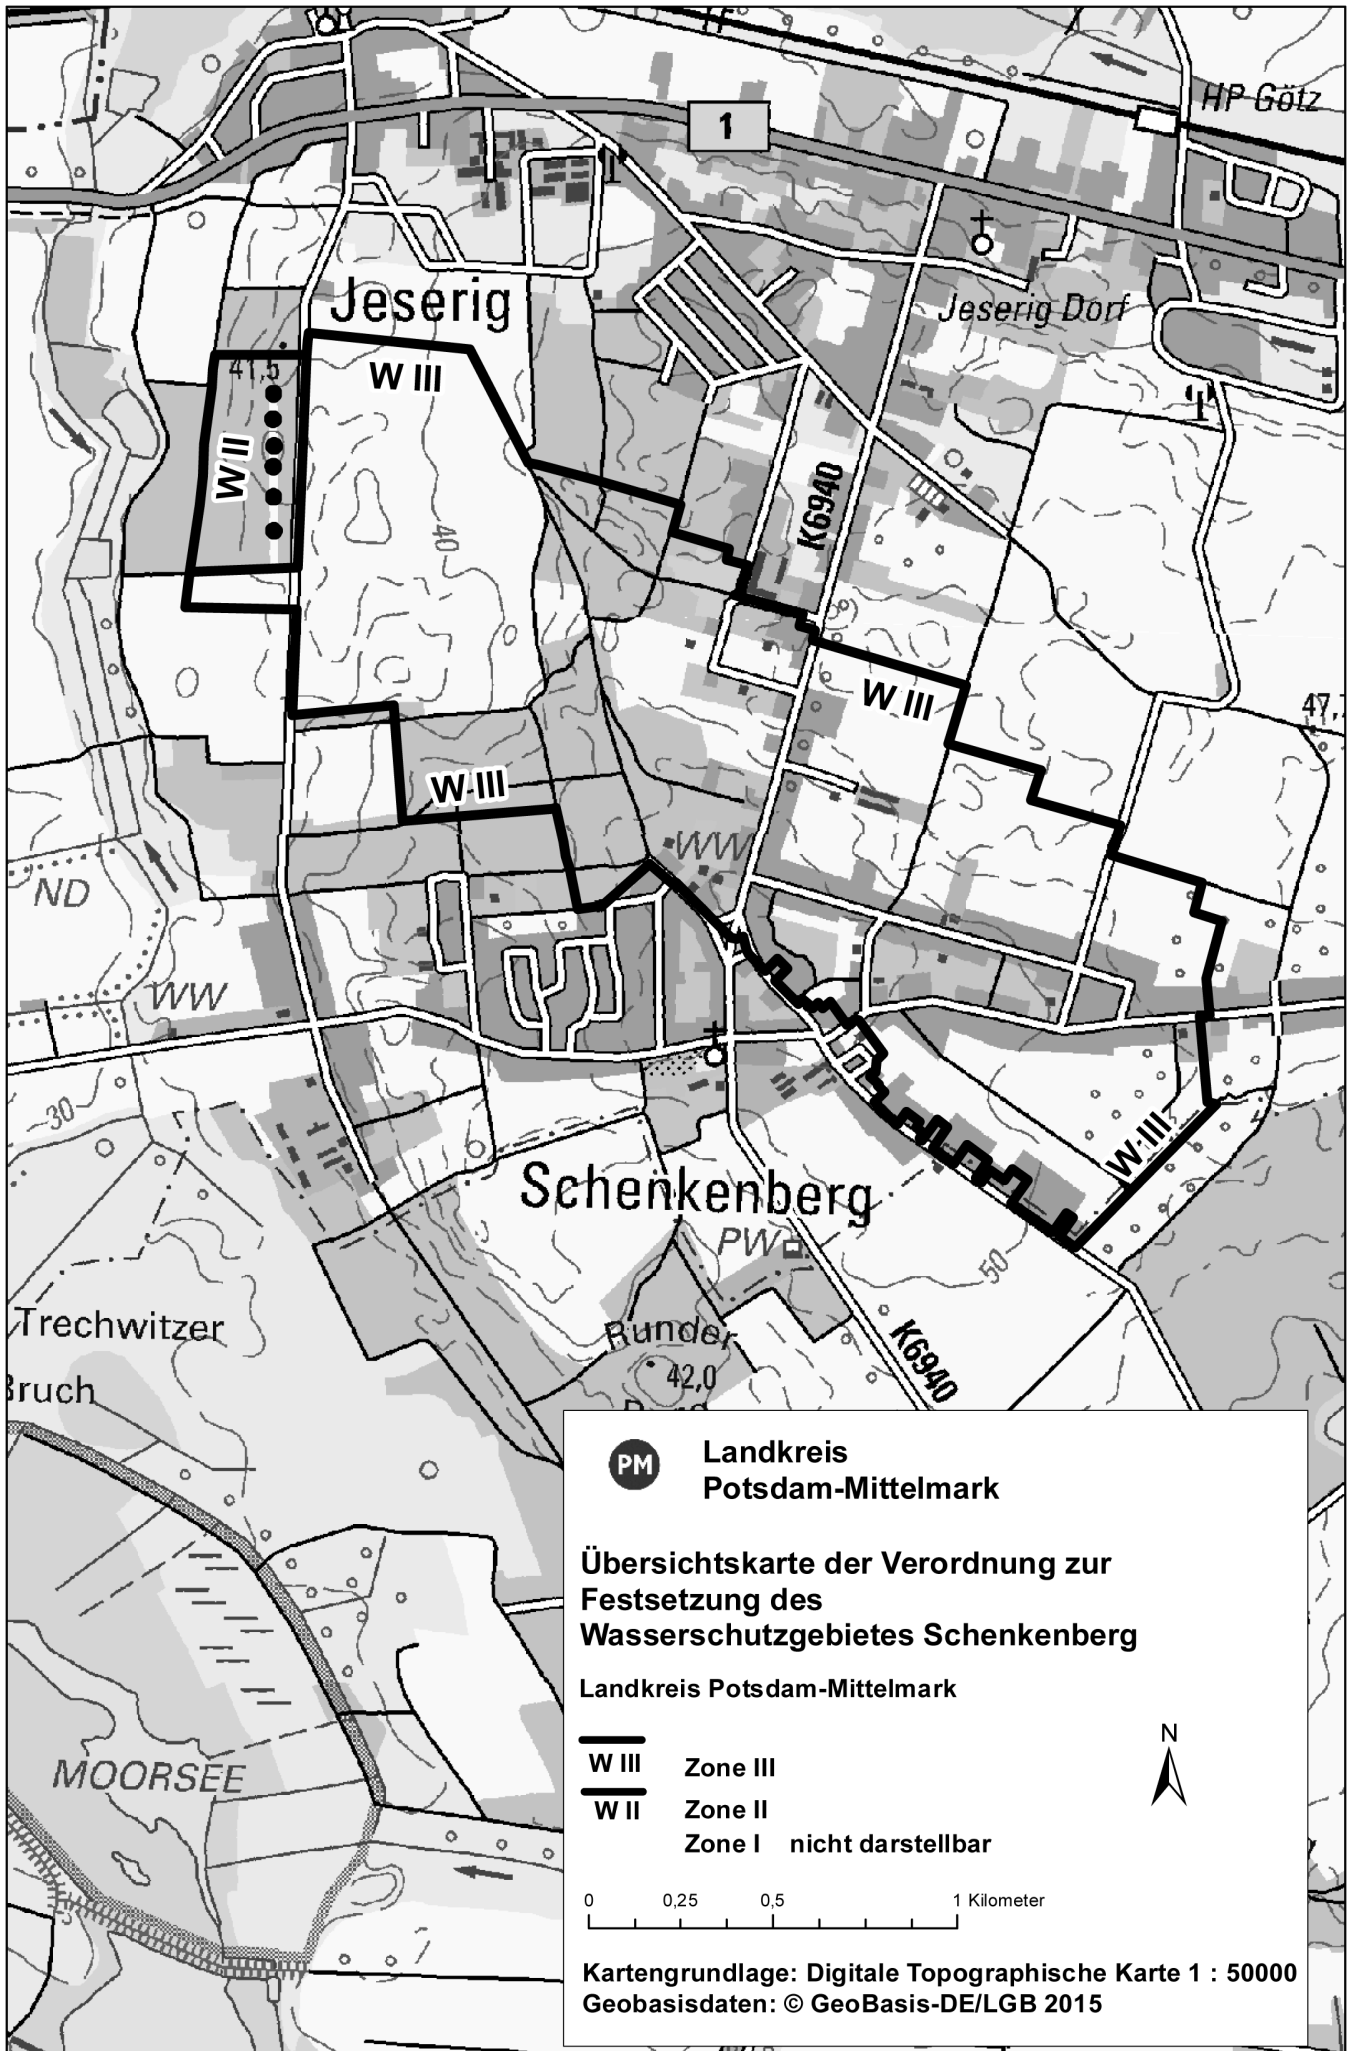 1
HP Götz
Jeserig
Jeserig Dorf
41,5
W III
W II
K6940
40
W III
47,
W III
WW
ND
WW
30
W III
Schenkenberg
PW
50
Trechwitzer
Bruch
Runder
42,0
K6940
MOORSEE
PM
Landkreis
Potsdam-Mittelmark
Übersichtskarte der Verordnung zur
Festsetzung des
Wasserschutzgebietes Schenkenberg
Landkreis Potsdam-Mittelmark
N
W III Zone III
W II Zone II
Zone I nicht darstellbar
0 0,25 0,5 1 Kilometer
Kartengrundlage: Digitale Topographische Karte 1 : 50000
Geobasisdaten: © GeoBasis-DE/LGB 2015